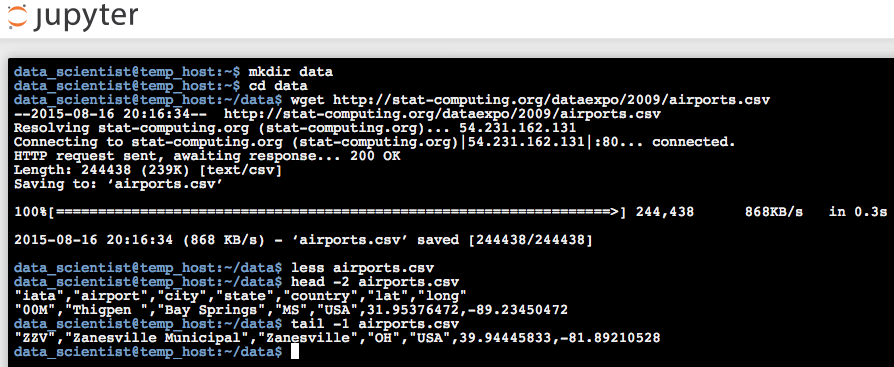 jupyter
data_scientist@temp_host:~$ mkdir data
data_scientist@temp_host:~$ cd data
data_scientist@temp_host:~/data$ wget http://stat-computing.org/dataexpo/2009/airports.csv
--2015-08-16 20:16:34--  http://stat-computing.org/dataexpo/2009/airports.csv
Resolving stat-computing.org (stat-computing.org)... 54.231.162.131
Connecting to stat-computing.org (stat-computing.org)|54.231.162.131|:80... connected.
HTTP request sent, awaiting response... 200 OK
Length: 244438 (239K) [text/csv]
Saving to: ‘airports.csv’
100%[==================================================================>] 244,438      868KB/s   in 0.3s
2015-08-16 20:16:34 (868 KB/s) - ‘airports.csv’ saved [244438/244438]
data_scientist@temp_host:~/data$ less airports.csv
data_scientist@temp_host:~/data$ head -2 airports.csv
"iata","airport","city","state","country","lat","long"
"00M","Thigpen ","Bay Springs","MS","USA",31.95376472,-89.23450472
data_scientist@temp_host:~/data$ tail -1 airports.csv
"ZZV","Zanesville Municipal","Zanesville","OH","USA",39.94445833,-81.89210528
data_scientist@temp_host:~/data$